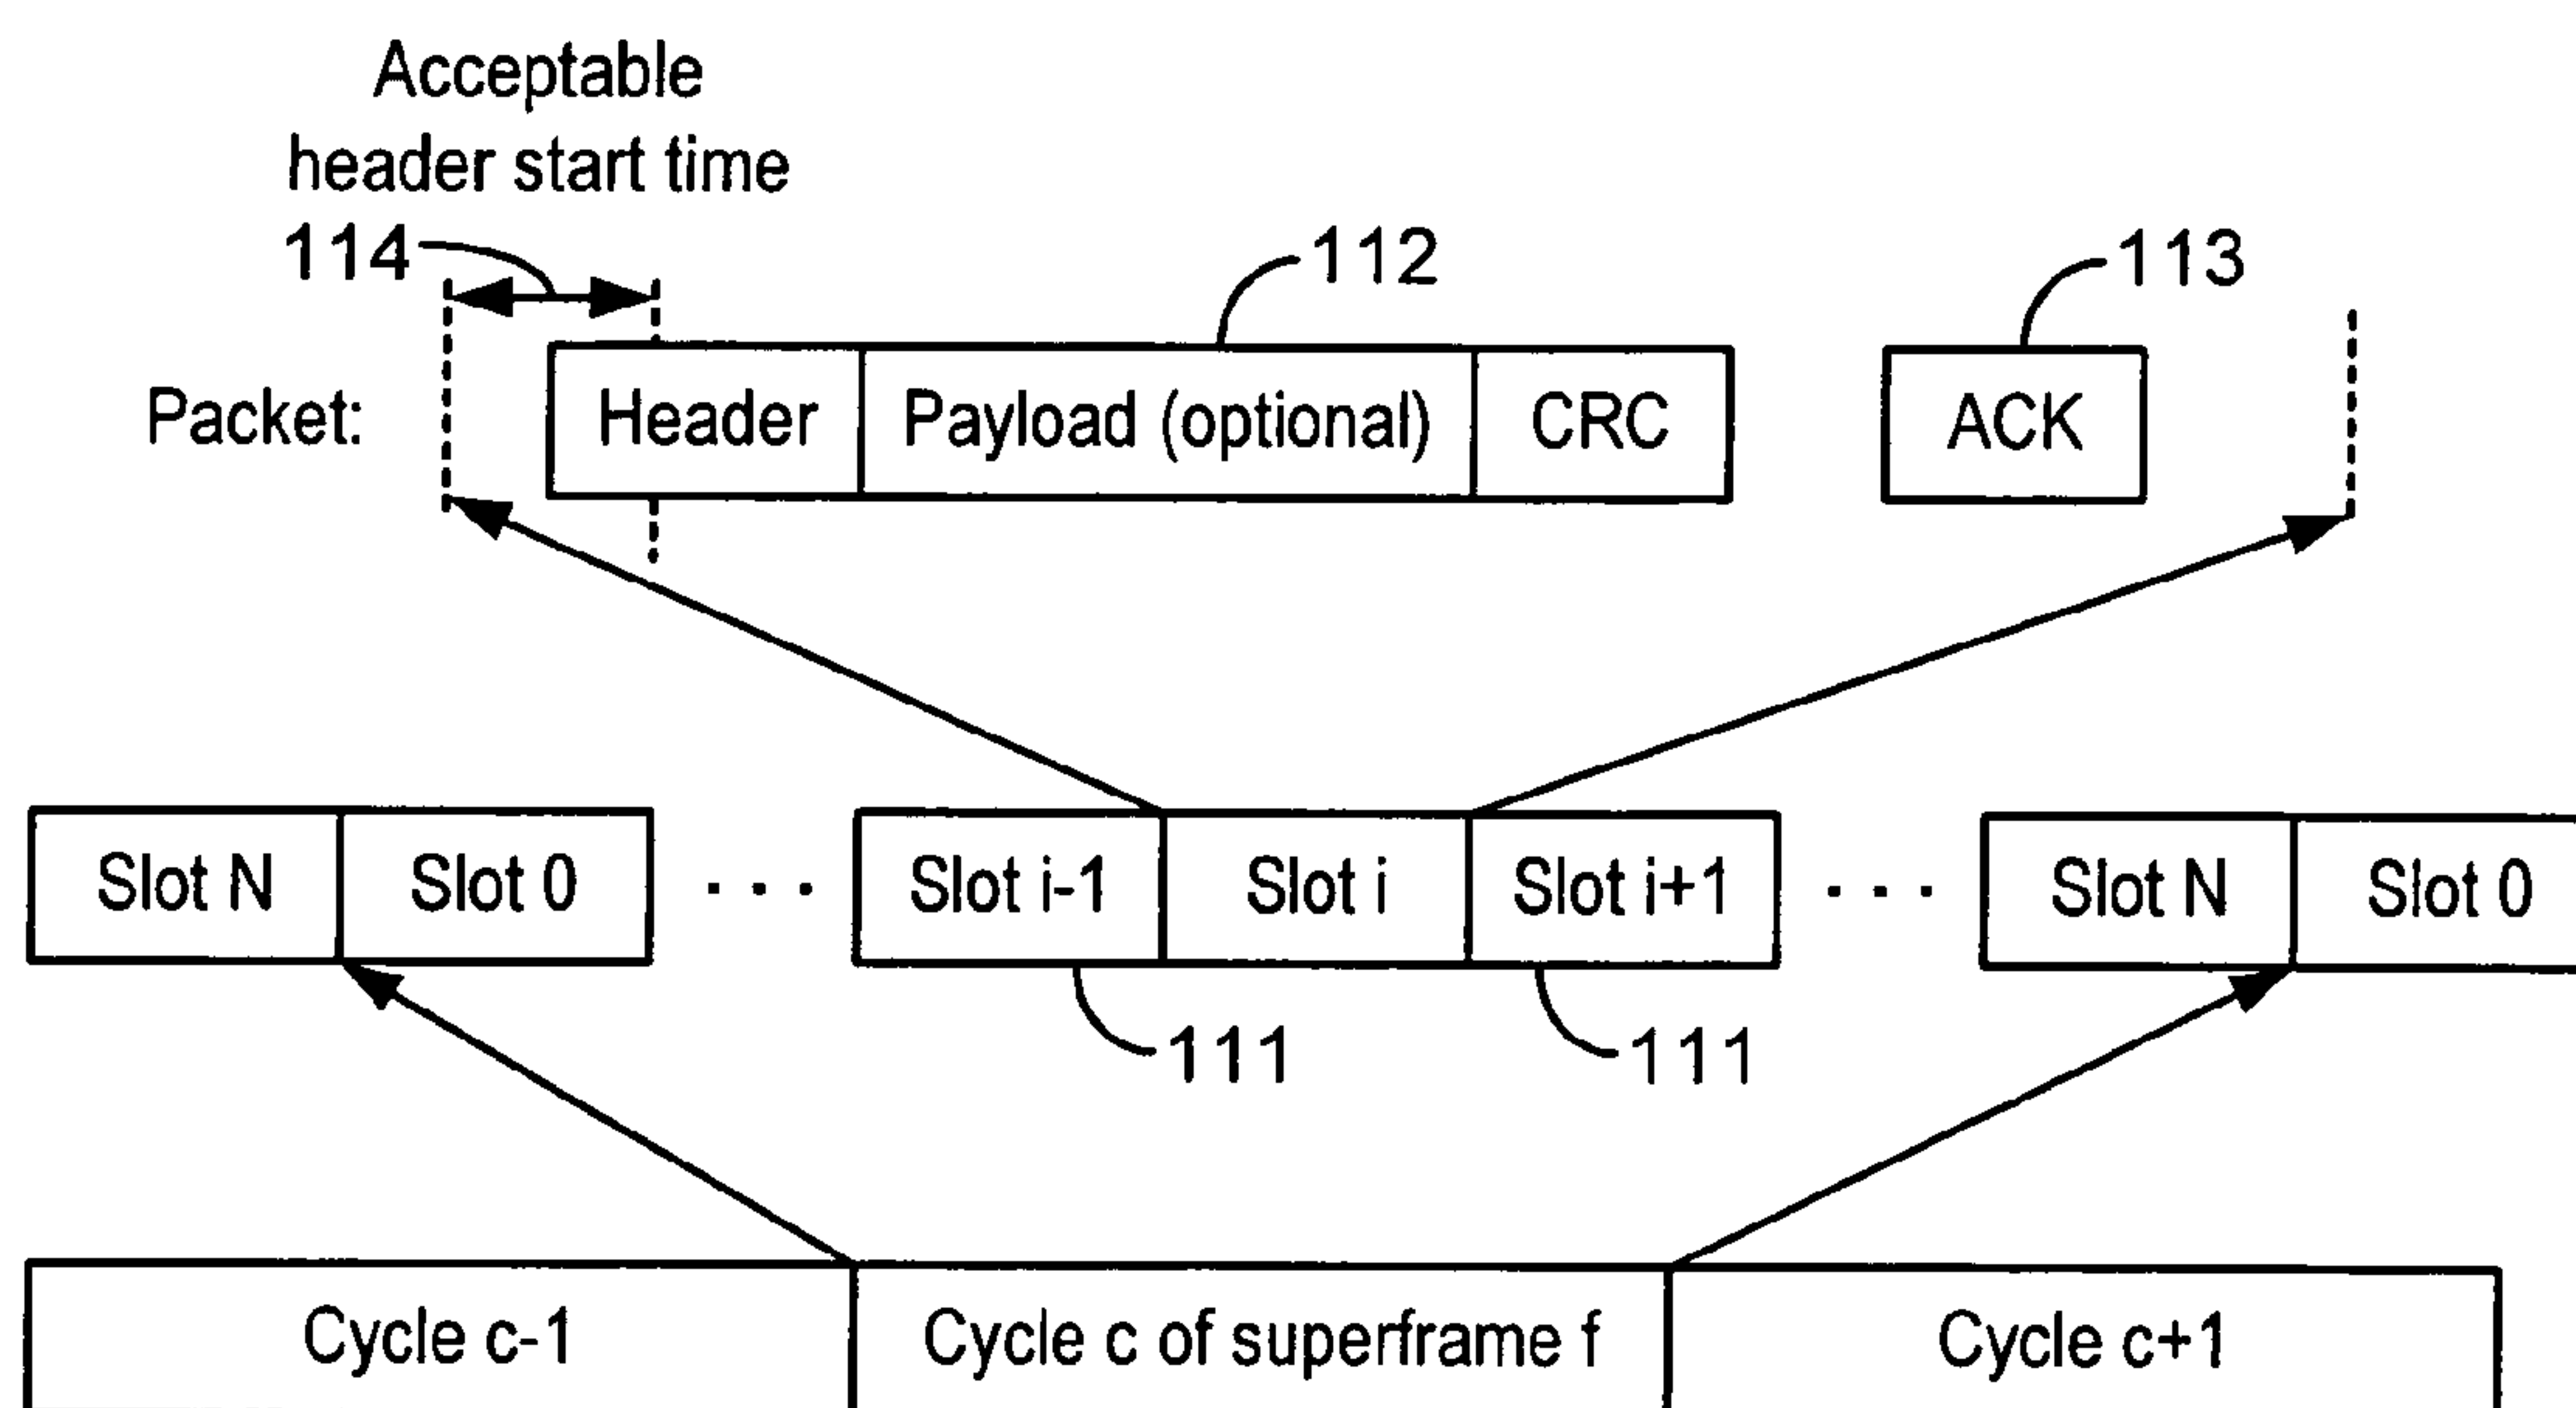 Acceptable
header start time
114
112
113
Packet:
Header
Payload (optional)
CRC
ACK
Slot N
Slot 0
. . .
Slot i-1
Slot i
Slot i+1
. . .
Slot N
Slot 0
111
111
Cycle c-1
Cycle c of superframe f
Cycle c+1